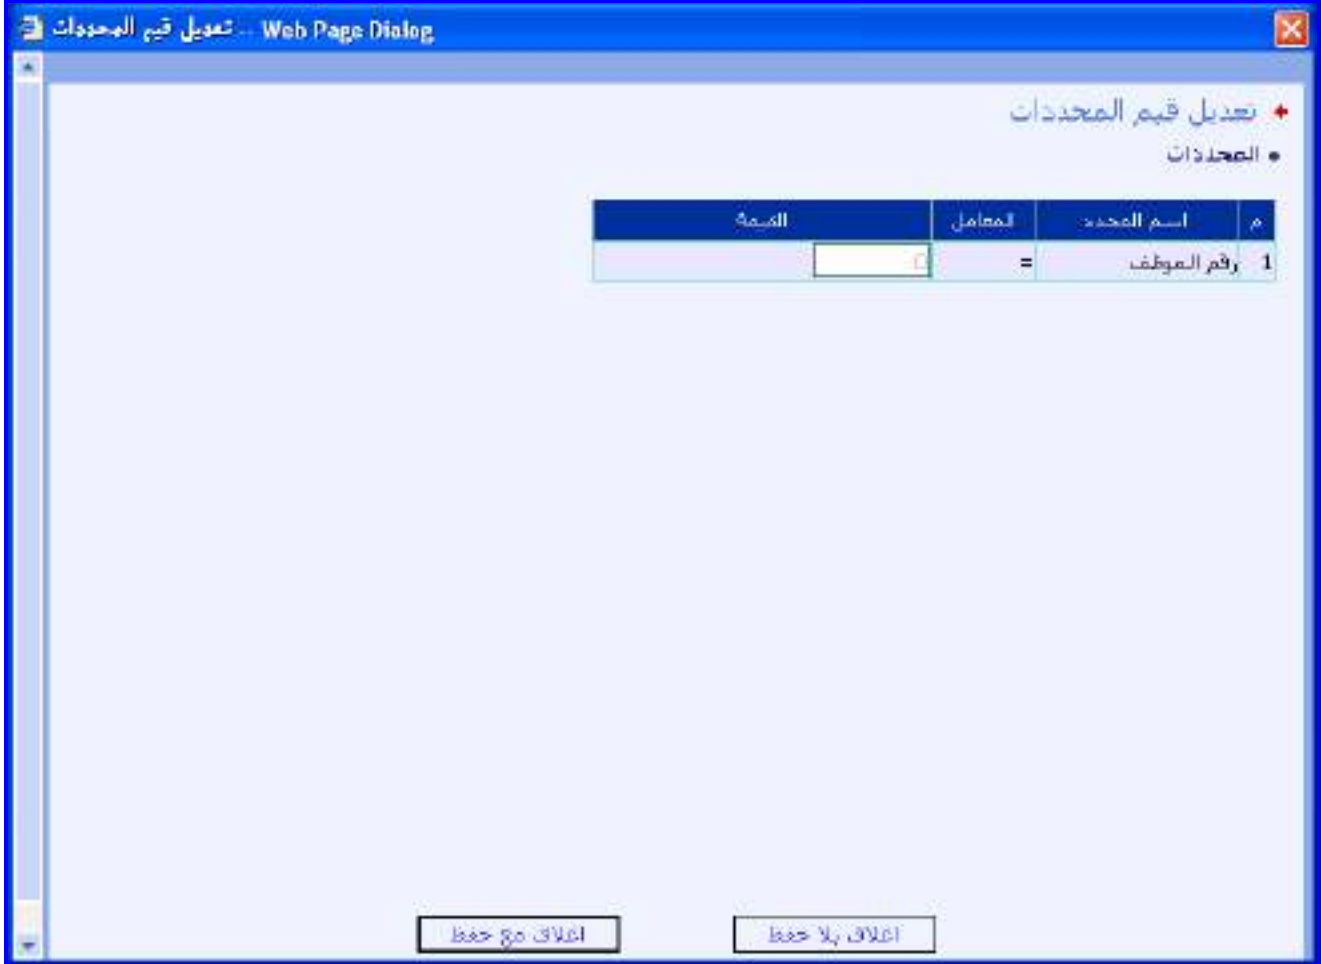 تعديل قيم المحددات -- Web Page Dialog
تعديل قيم المحددات
المحددات
م اسم المحدد المعامل القيمة
1 رقم الموظف = 0
اغلاق بلا حفظ اغلاق مع حفظ